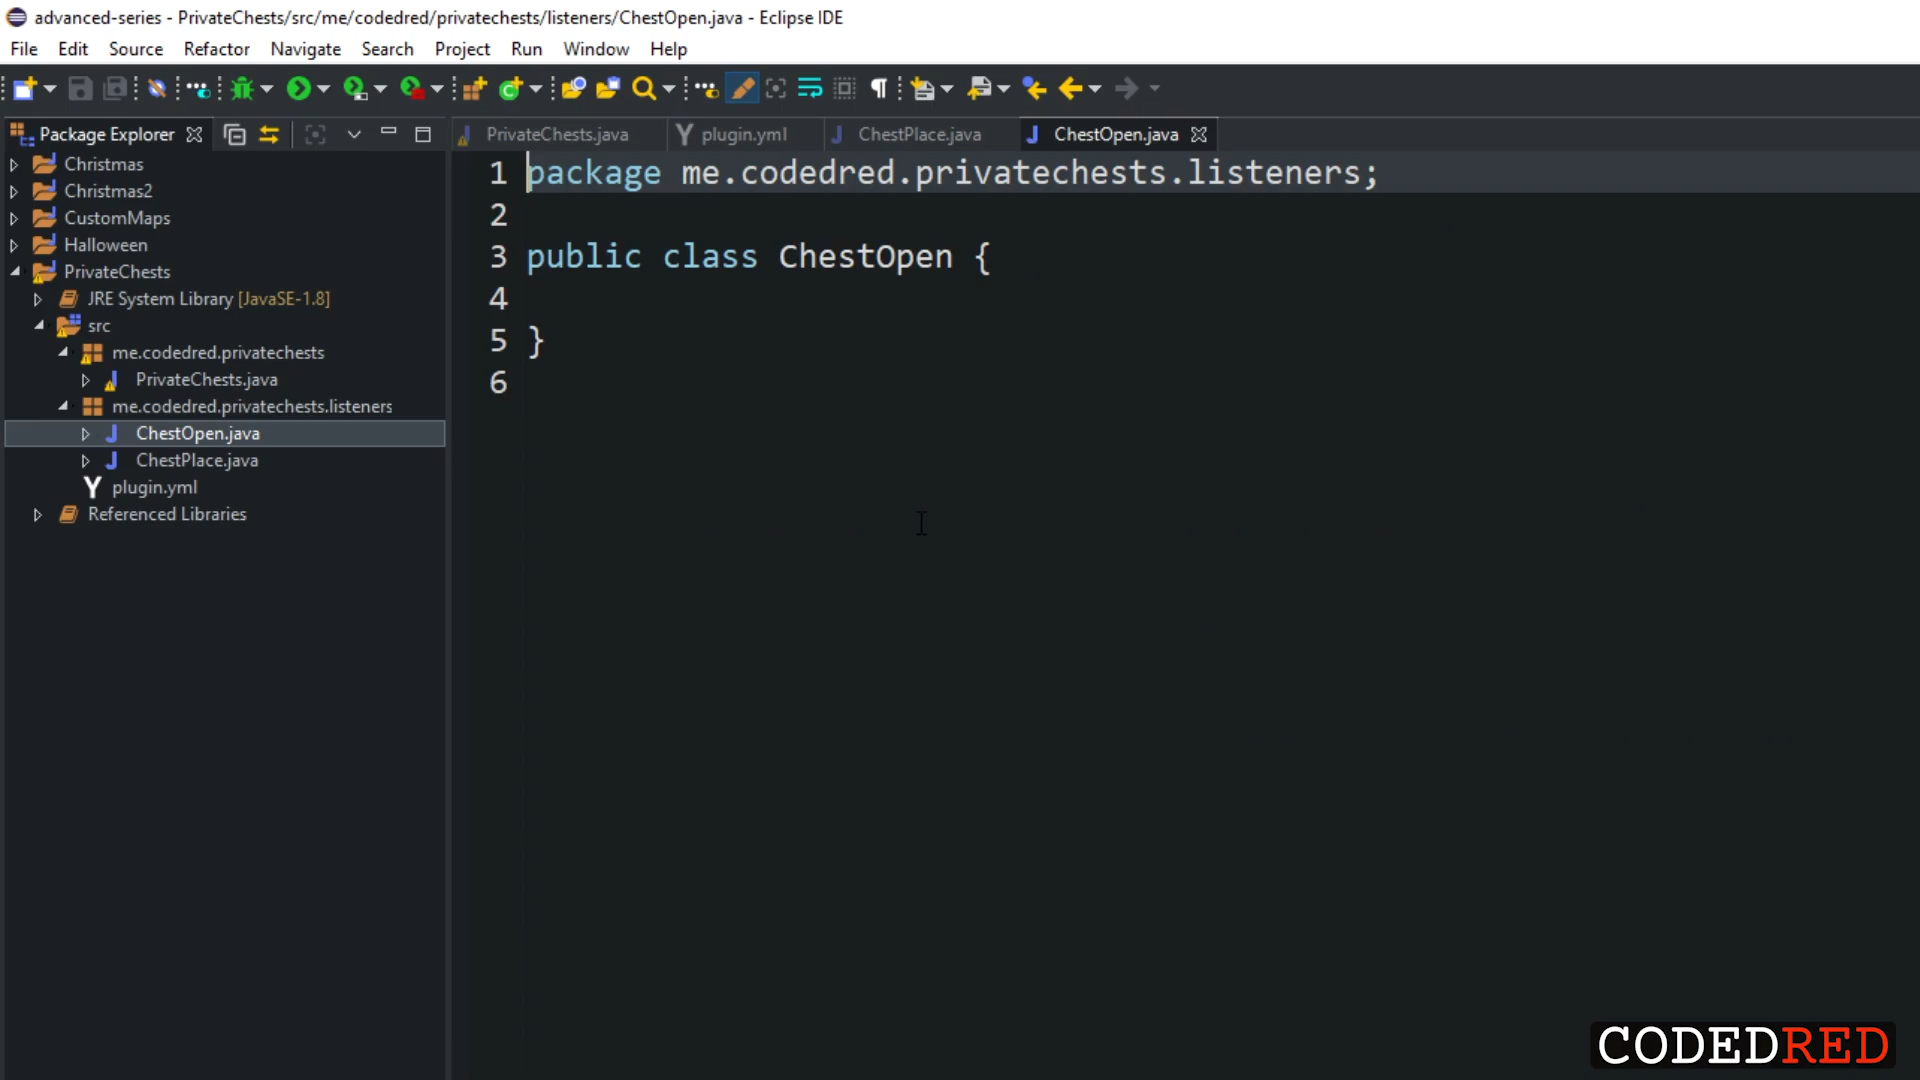 advanced-series - PrivateChests/src/me/codedred/privatechests/listeners/ChestOpen.java - Eclipse IDE
File Edit Source Refactor Navigate Search Project Run Window Help
Package Explorer
PrivateChests.java plugin.yml ChestPlace.java ChestOpen.java
Christmas
Christmas2
CustomMaps
Halloween
PrivateChests
JRE System Library [JavaSE-1.8]
src
me.codedred.privatechests
PrivateChests.java
me.codedred.privatechests.listeners
ChestOpen.java
ChestPlace.java
plugin.yml
Referenced Libraries
1 package me.codedred.privatechests.listeners;
2
3 public class ChestOpen {
4
5 }
6
CODEDRED